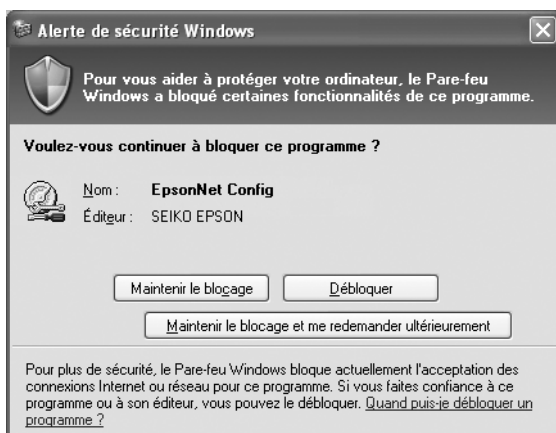 Alerte de sécurité Windows
Pour vous aider à protéger votre ordinateur, le Pare-feu
Windows a bloqué certaines fonctionnalités de ce programme.
Voulez-vous continuer à bloquer ce programme ?
Nom : EpsonNet Config
Éditeur : SEIKO EPSON
Maintenir le blocage Débloquer
Maintenir le blocage et me redemander ultérieurement
Pour plus de sécurité, le Pare-feu Windows bloque actuellement l'acceptation des
connexions Internet ou réseau pour ce programme. Si vous faites confiance à ce
programme ou à son éditeur, vous pouvez le débloquer. Quand puis-je débloquer un
programme ?